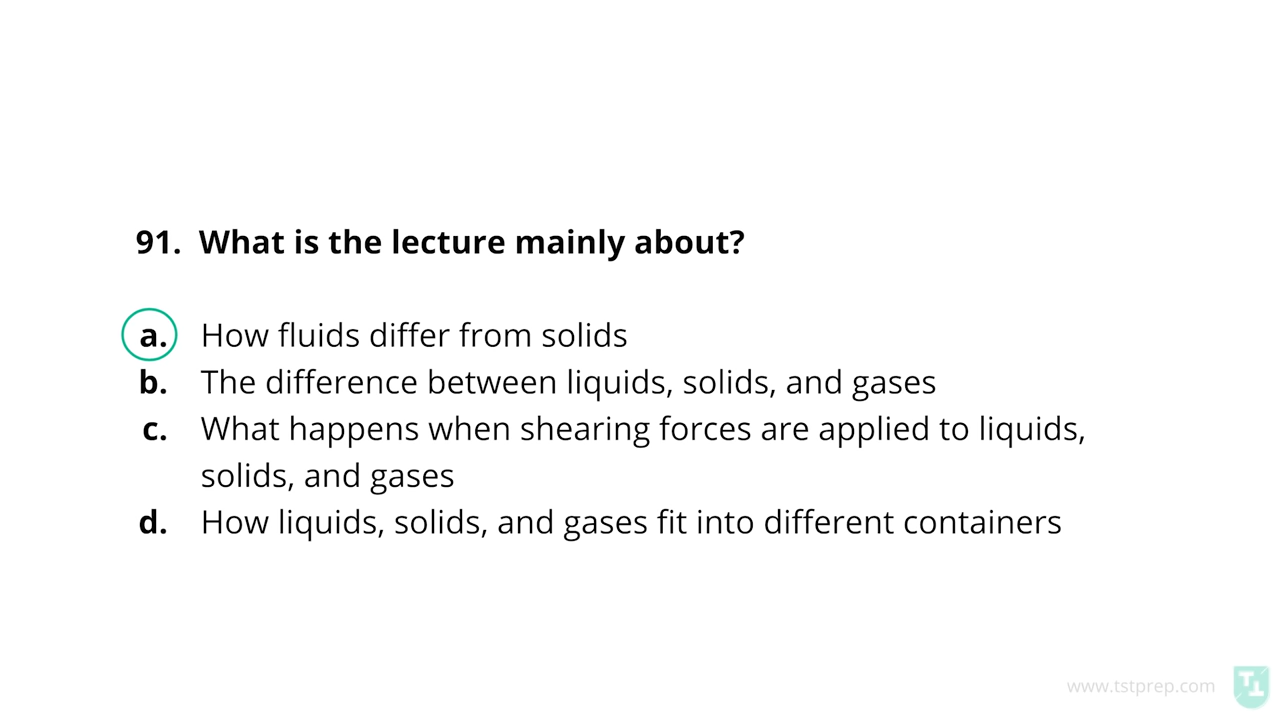 91. What is the lecture mainly about?
a. How fluids differ from solids
b. The difference between liquids, solids, and gases
c. What happens when shearing forces are applied to liquids,
solids, and gases
d. How liquids, solids, and gases fit into different containers
www.tstprep.com